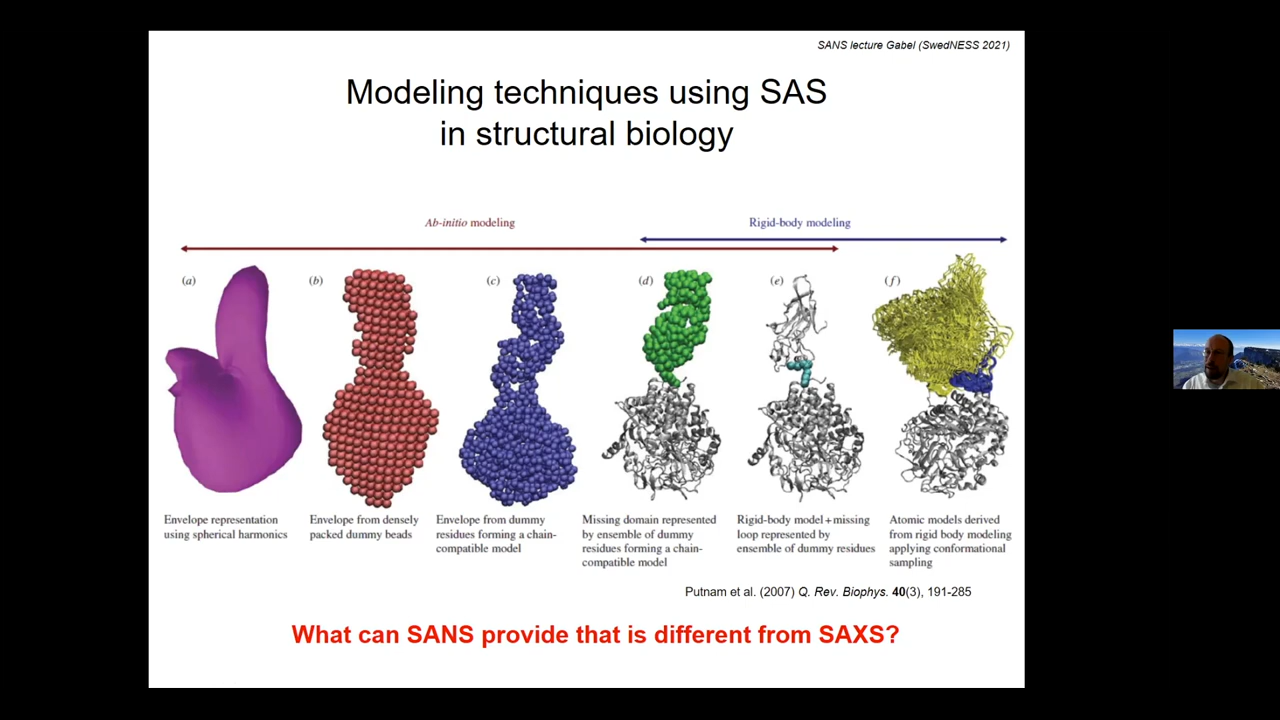 SANS lecture Gabel (SwedNESS 2021)
Modeling techniques using SAS
in structural biology
Ab-initio modeling
Rigid-body modeling
(a)
(b)
(c)
(d)
(e)
(f)
Envelope representation
using spherical harmonics
Envelope from densely
packed dummy beads
Envelope from dummy
residues forming a chain-
compatible model
Missing domain represented
by ensemble of dummy
residues forming a chain-
compatible model
Rigid-body model + missing
loop represented by
ensemble of dummy residues
Atomic models derived
from rigid body modeling
applying conformational
sampling
Putnam et al. (2007) Q. Rev. Biophys. 40(3), 191-285
What can SANS provide that is different from SAXS?